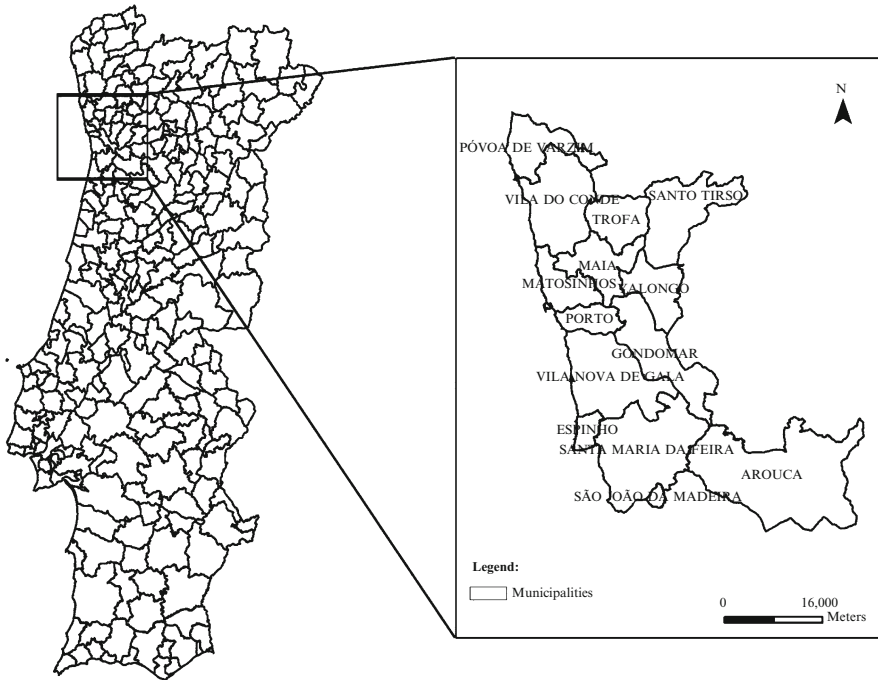 N
PÓVOA DE VARZIM
VILA DO CONDE
SANTO TIRSO
TROFA
MAIA
MATOSINHOS
VALONGO
PORTO
GONDOMAR
VILA NOVA DE GALA
ESPINHO
SANTA MARIA DA FEIRA
AROUCA
SÃO JOÃO DA MADEIRA
Legend:
Municipalities
0 16,000
Meters